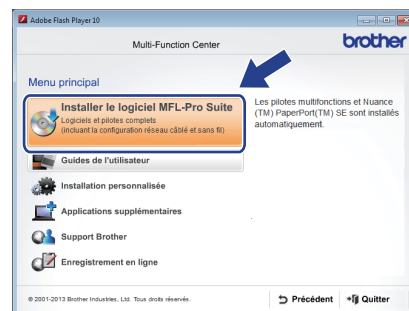 Adobe Flash Player 10
Multi-Function Center
brother
Menu principal
Installer le logiciel MFL-Pro Suite
Logiciels et pilotes complets
(incluant la configuration réseau câblé et sans fil)
Les pilotes multifonctions et Nuance
(TM) PaperPort(TM) SE sont installés
automatiquement.
Guides de l'utilisateur
Installation personnalisée
Applications supplémentaires
Support Brother
Enregistrement en ligne
© 2001-2013 Brother Industries, Ltd. Tous droits réservés.
Précédent
Quitter